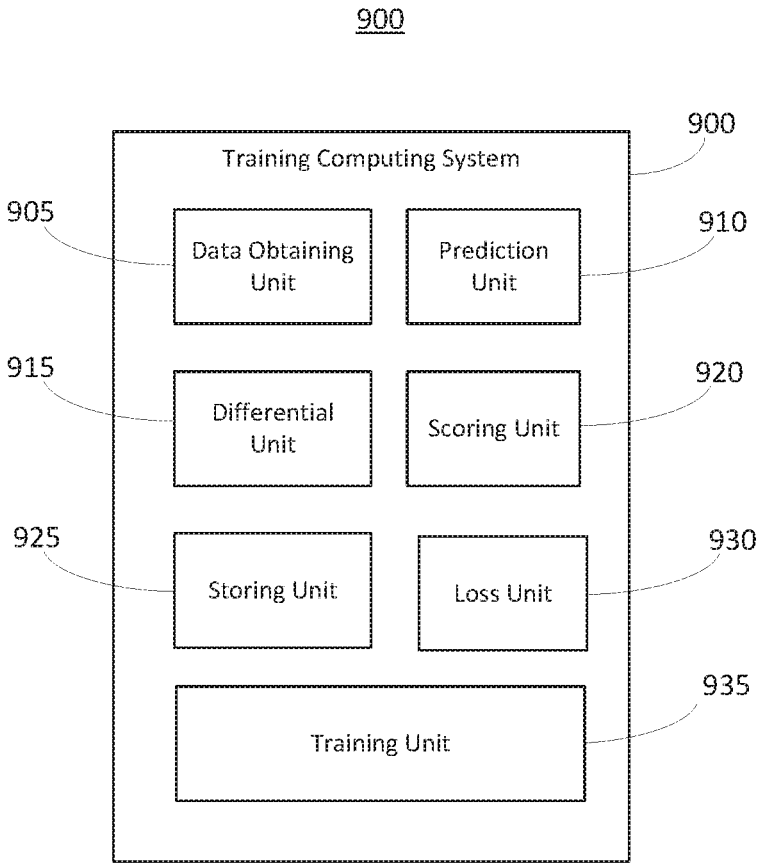 900
900
Training Computing System
905
Data Obtaining
Unit
Prediction
Unit
910
915
Differential
Unit
Scoring Unit
920
925
Storing Unit
Loss Unit
930
Training Unit
935